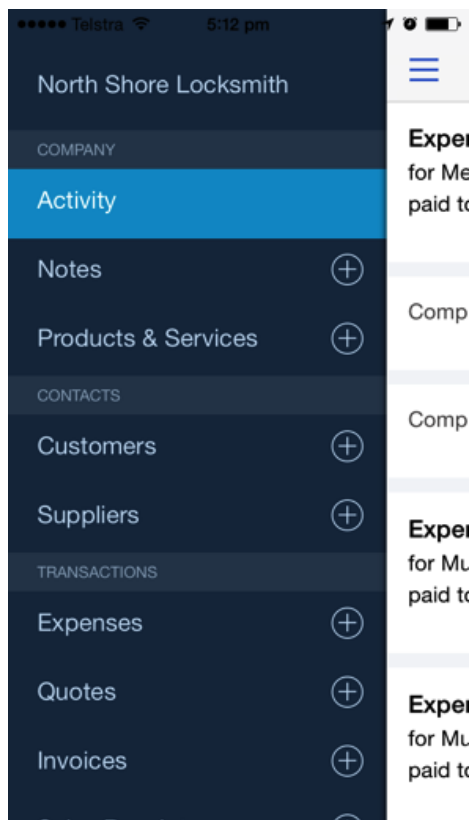 Telstra 5:12 pm
North Shore Locksmith
COMPANY
Activity
Notes
Products & Services
CONTACTS
Customers
Suppliers
TRANSACTIONS
Expenses
Quotes
Invoices
Exper
for Me
paid to
Comp
Comp
Exper
for Mu
paid to
Exper
for Mu
paid to